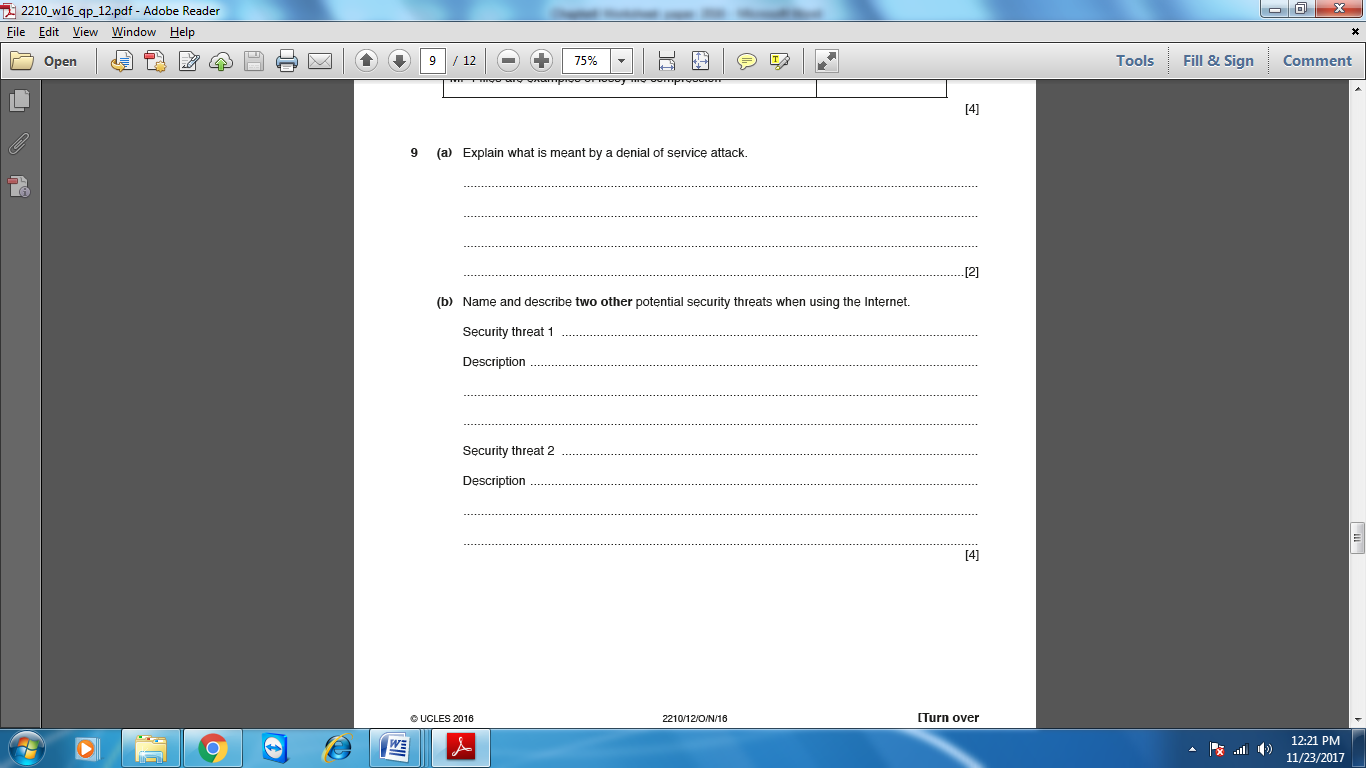 2210_w16_qp_12.pdf - Adobe Reader
File Edit View Window Help
Open 9 / 12 75% Tools Fill & Sign Comment
[4]
9 (a) Explain what is meant by a denial of service attack.
[2]
(b) Name and describe two other potential security threats when using the Internet.
Security threat 1
Description
Security threat 2
Description
[4]
© UCLES 2016 2210/12/O/N/16 [Turn over
12:21 PM
11/23/2017